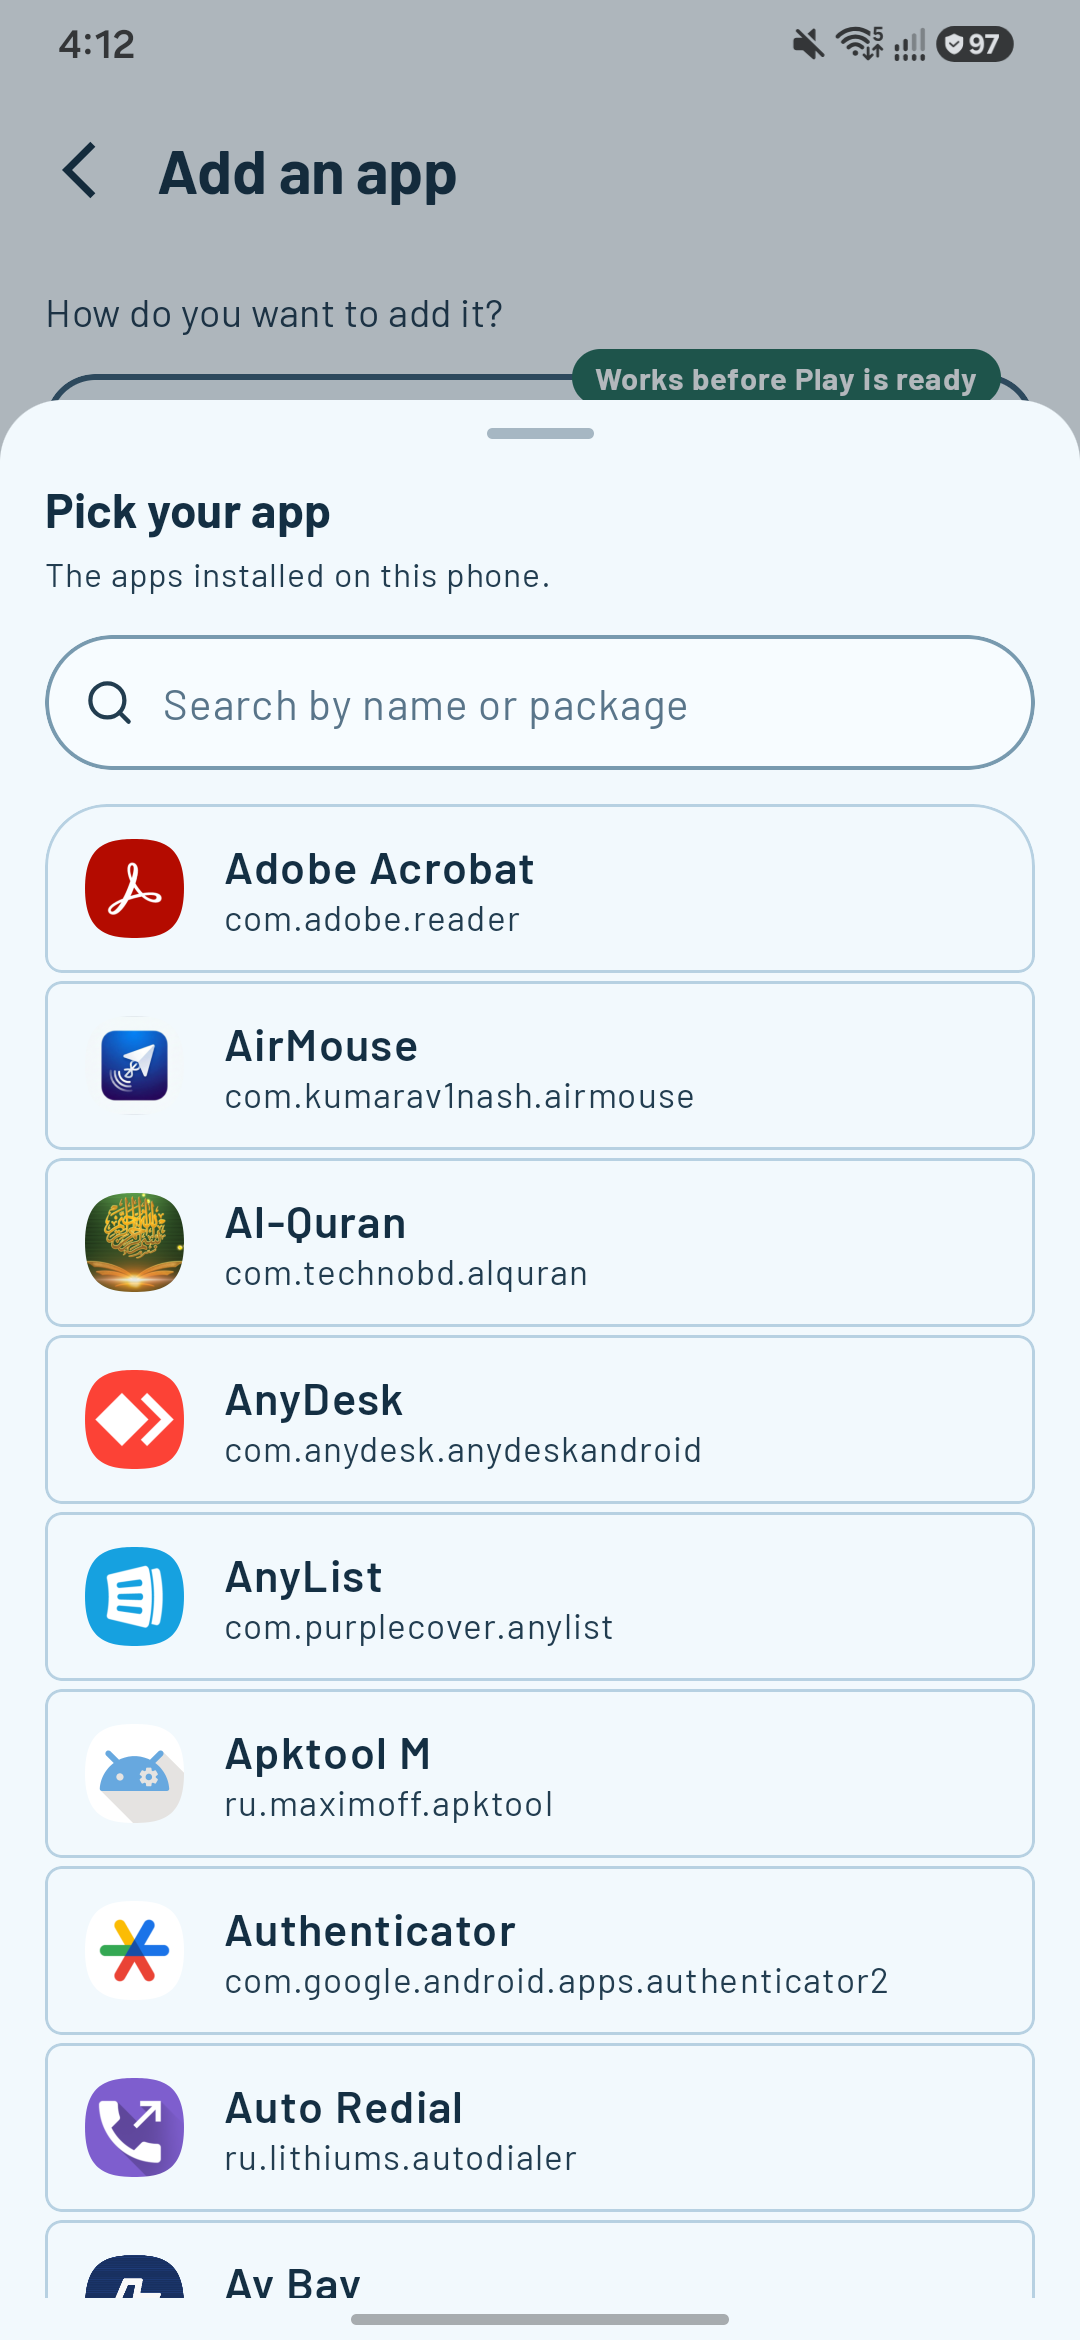 4:12
5
97
Add an app
How do you want to add it?
Works before Play is ready
Pick your app
The apps installed on this phone.
Search by name or package
Adobe Acrobat
com.adobe.reader
AirMouse
com.kumarav1nash.airmouse
Al-Quran
com.technobd.alquran
AnyDesk
com.anydesk.anydeskandroid
AnyList
com.purplecover.anylist
Apktool M
ru.maximoff.apktool
Authenticator
com.google.android.apps.authenticator2
Auto Redial
ru.lithiums.autodialer